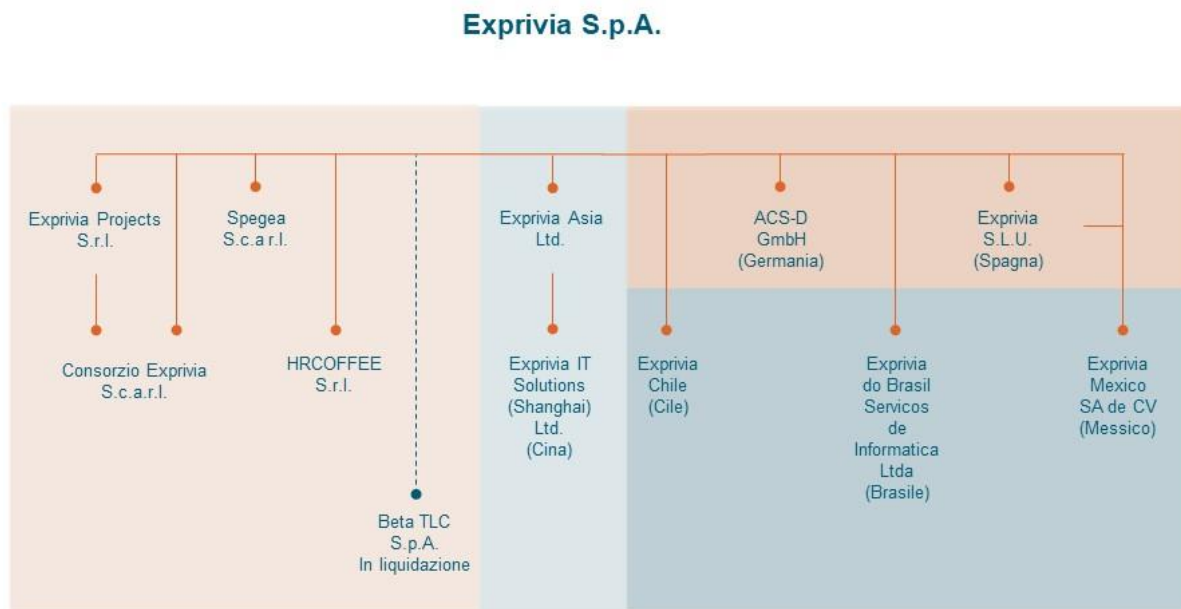 Exprivia S.p.A.
Exprivia Projects
S.r.l.
Spegea
S.c.a r.l.
Exprivia Asia
Ltd.
ACS-D
GmbH
(Germania)
Exprivia
S.L.U.
(Spagna)
Consorzio Exprivia
S.c.a.r.l.
HRCOFFEE
S.r.l.
Exprivia IT
Solutions
(Shanghai)
Ltd.
(Cina)
Exprivia
Chile
(Cile)
Exprivia
do Brasil
Servicos
de
Informatica
Ltda
(Brasile)
Exprivia
Mexico
SA de CV
(Messico)
Beta TLC
S.p.A.
In liquidazione